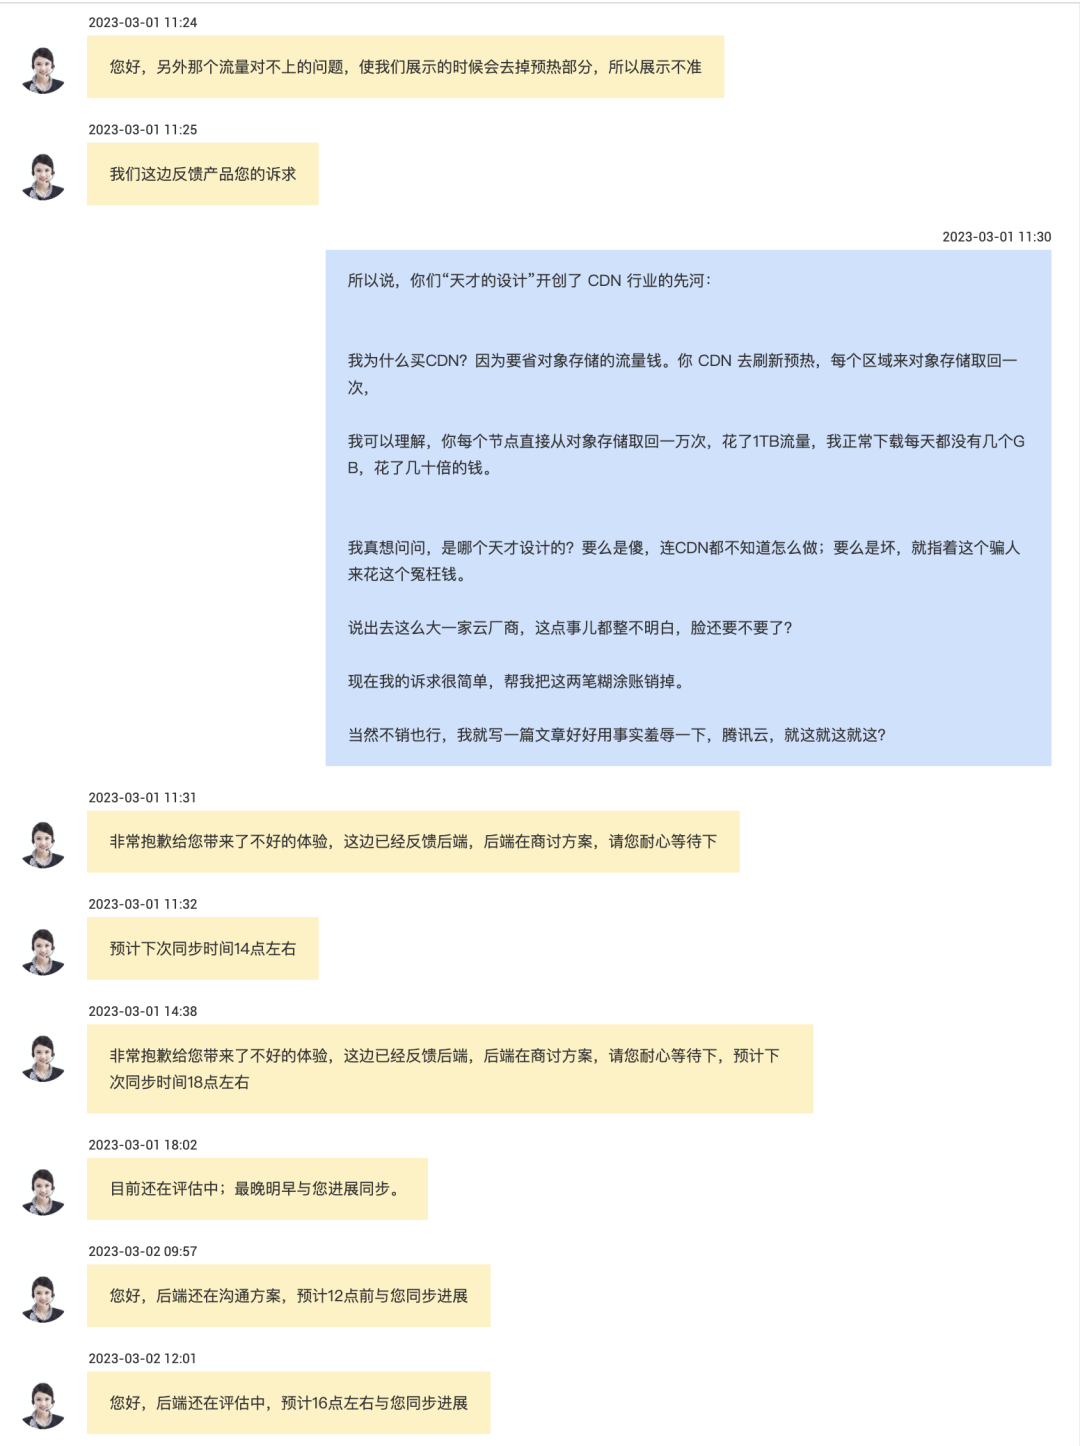 2023-03-01 11:24
您好，另外那个流量对不上的问题，使我们展示的时候会去掉预热部分，所以展示不准
2023-03-01 11:25
我们这边反馈产品您的诉求
2023-03-01 11:30
所以说，你们“天才的设计”开创了 CDN 行业的先河：
我为什么买CDN？因为要省对象存储的流量钱。你 CDN 去刷新预热，每个区域来对象存储取回一
次，
我可以理解，你每个节点直接从对象存储取回一万次，花了1TB流量，我正常下载每天都没有几个G
B，花了几十倍的钱。
我真想问问，是哪个天才设计的？要么是傻，连CDN都不知道怎么做；要么是坏，就指着这个骗人
来花这个冤枉钱。
说出去这么大一家云厂商，这点事儿都整不明白，脸还要不要了？
现在我的诉求很简单，帮我把这两笔糊涂账销掉。
当然不销也行，我就写一篇文章好好用事实羞辱一下，腾讯云，就这就这就这？
2023-03-01 11:31
非常抱歉给您带来了不好的体验，这边已经反馈后端，后端在商讨方案，请您耐心等待下
2023-03-01 11:32
预计下次同步时间14点左右
2023-03-01 14:38
非常抱歉给您带来了不好的体验，这边已经反馈后端，后端在商讨方案，请您耐心等待下，预计下
次同步时间18点左右
2023-03-01 18:02
目前还在评估中；最晚明早与您进展同步。
2023-03-02 09:57
您好，后端还在沟通方案，预计12点前与您同步进展
2023-03-02 12:01
您好，后端还在评估中，预计16点左右与您同步进展